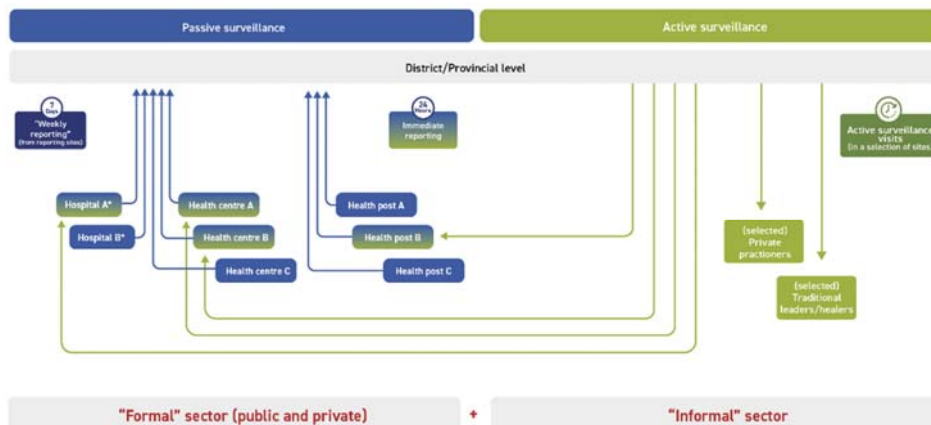 Passive surveillance
Active surveillance
District/Provincial level
7
Days
"Weekly
reporting"
(from reporting sites)
24
Hours
Immediate
reporting
Active surveillance
visits
(in a selection of sites)
Hospital A*
Health centre A
Health post A
Hospital B*
Health centre B
Health post B
Health centre C
Health post C
(selected)
Private
practioners
(selected)
Traditional
leaders/healers
"Formal" sector (public and private)
+
"Informal" sector